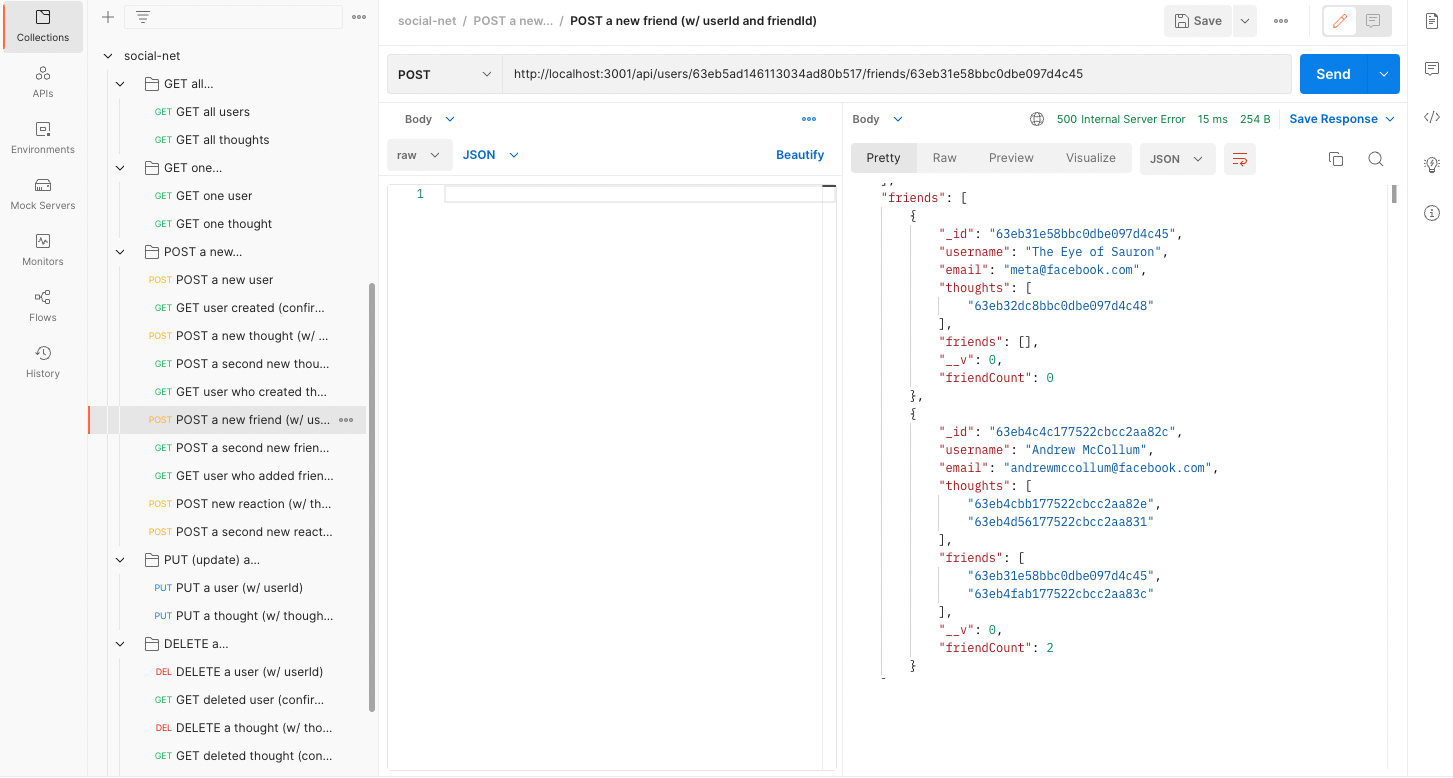 Collections
APIs
Environments
Mock Servers
Monitors
Flows
History
social-net
GET all...
GET GET all users
GET GET all thoughts
GET one...
GET GET one user
GET GET one thought
POST a new...
POST POST a new user
GET GET user created (confir...
POST POST a new thought (w/ ...
GET POST a second new thou...
GET GET user who created th...
POST POST a new friend (w/ us...
GET POST a second new frien...
GET GET user who added frien...
POST POST new reaction (w/ th...
POST POST a second new react...
PUT (update) a...
PUT PUT a user (w/ userId)
PUT PUT a thought (w/ though...
DELETE a...
DEL DELETE a user (w/ userId)
GET GET deleted user (confir...
DEL DELETE a thought (w/ tho...
GET GET deleted thought (con...
social-net / POST a new... / POST a new friend (w/ userId and friendId)
Save
POST http://localhost:3001/api/users/63eb5ad146113034ad80b517/friends/63eb31e58bbc0dbe097d4c45
Send
Body
raw JSON Beautify
1
Body 500 Internal Server Error 15 ms 254 B Save Response
Pretty Raw Preview Visualize JSON
],
"friends": [
{
"_id": "63eb31e58bbc0dbe097d4c45",
"username": "The Eye of Sauron",
"email": "meta@facebook.com",
"thoughts": [
"63eb32dc8bbc0dbe097d4c48"
],
"friends": [],
"__v": 0,
"friendCount": 0
},
{
"_id": "63eb4c4c177522cbcc2aa82c",
"username": "Andrew McCollum",
"email": "andrewmccollum@facebook.com",
"thoughts": [
"63eb4cbb177522cbcc2aa82e",
"63eb4d56177522cbcc2aa831"
],
"friends": [
"63eb31e58bbc0dbe097d4c45",
"63eb4fab177522cbcc2aa83c"
],
"__v": 0,
"friendCount": 2
}